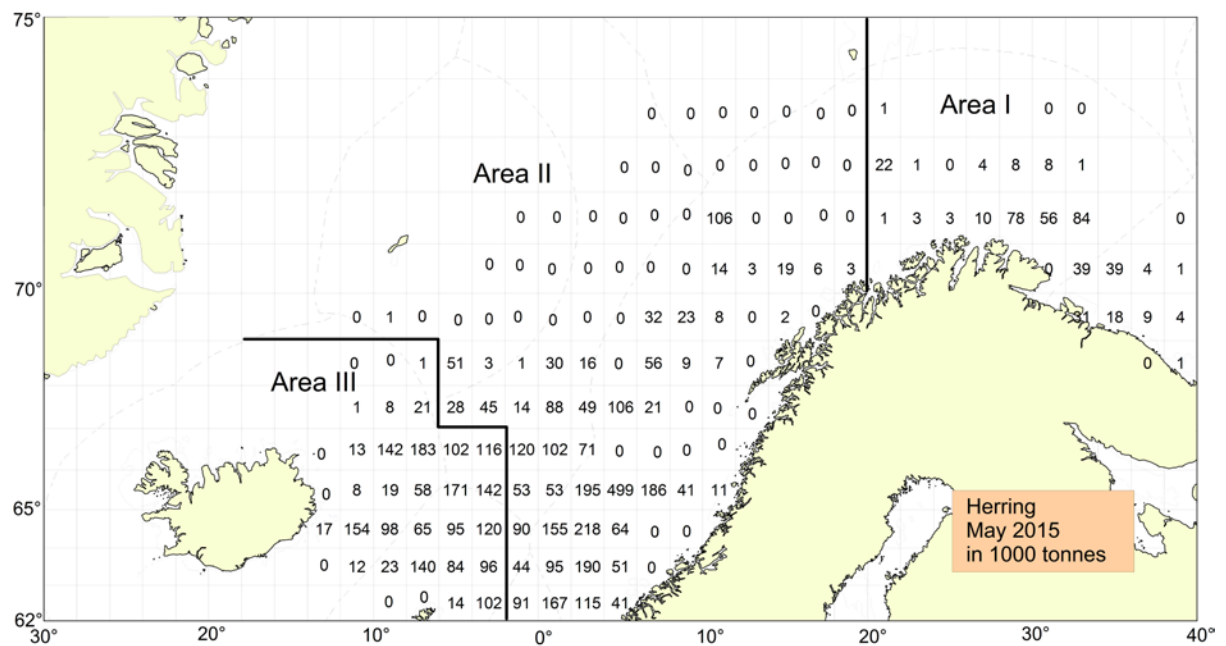 75°
0 0 0 0 0 0 0 1 Area I 0 0
Area II 0 0 0 0 0 0 0 0 22 1 0 4 8 8 1
0 0 0 0 0 0 106 0 0 0 0 1 3 3 10 78 56 84 0
70° 0 0 0 0 0 0 0 14 3 19 6 3 0 39 39 4 1
0 1 0 0 0 0 0 0 32 23 8 0 2 0 31 18 9 4
0 0 1 51 3 1 30 16 0 56 9 7 0 0 1
Area III
1 8 21 28 45 14 88 49 106 21 0 0 0
0 13 142 183 102 116 120 102 71 0 0 0 0
65° 0 8 19 58 171 142 53 53 195 499 186 41 11
Herring
May 2015
in 1000 tonnes
17 154 98 65 95 120 90 155 218 64 0 0
0 12 23 140 84 96 44 95 190 51 0
62° 0 0 14 102 91 167 115 41
30° 20° 10° 0° 10° 20° 30° 40°